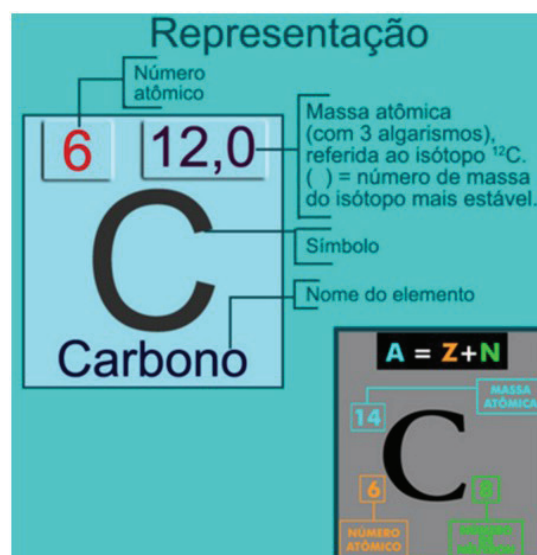 Representação
Número
atômico
6
12,0
Massa atômica
(com 3 algarismos),
referida ao isótopo ¹²C.
( ) = número de massa
do isótopo mais estável.
C
Símbolo
Nome do elemento
Carbono
A = Z+N
MASSA
ATÔMICA
14
C
6
8
NÚMERO
ATÔMICO
NÚMERO